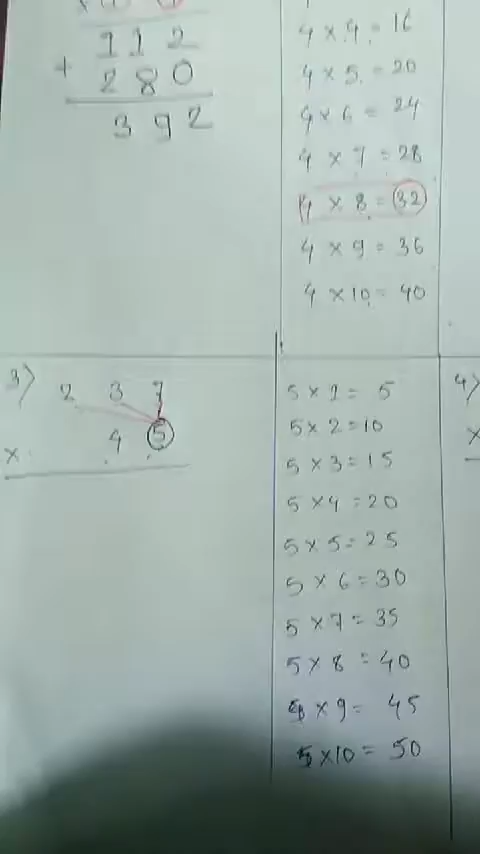 112
+ 280
392
4 × 4 = 16
4 × 5 = 20
4 × 6 = 24
4 × 7 = 28
4 × 8 = 32
4 × 9 = 36
4 × 10 = 40
3) 2 3 7
× 4 5
5 × 1 = 5
5 × 2 = 10
5 × 3 = 15
5 × 4 = 20
5 × 5 = 25
5 × 6 = 30
5 × 7 = 35
5 × 8 = 40
5 × 9 = 45
5 × 10 = 50
4)
×